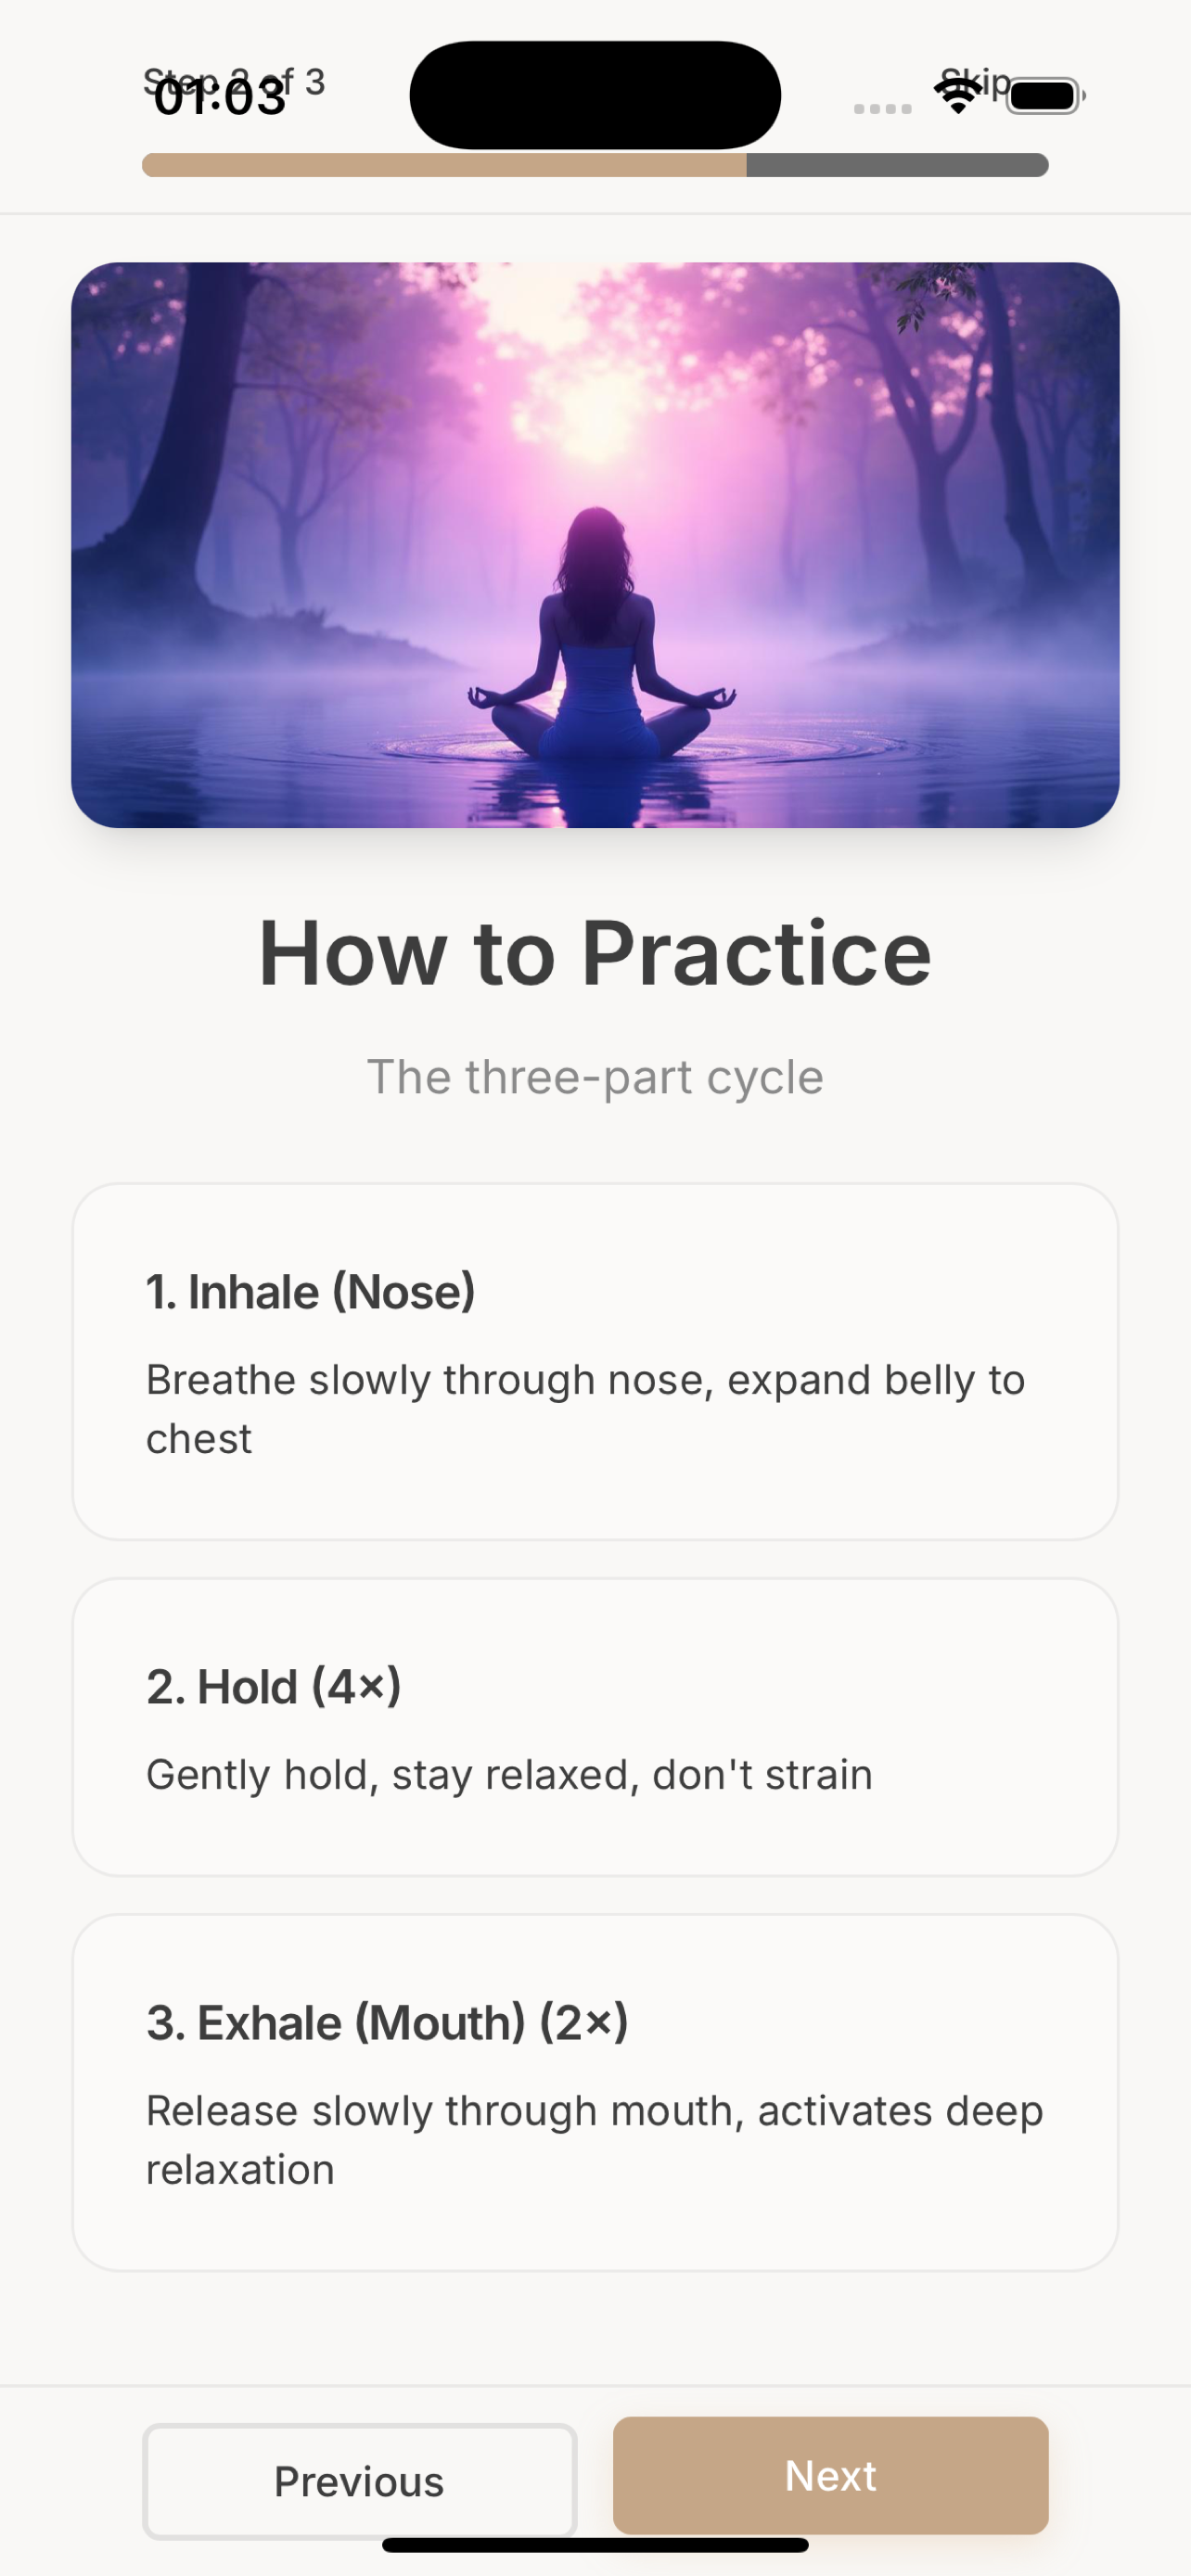 Step 2 of 3
Skip
01:03
How to Practice
The three-part cycle
1. Inhale (Nose)
Breathe slowly through nose, expand belly to
chest
2. Hold (4×)
Gently hold, stay relaxed, don't strain
3. Exhale (Mouth) (2×)
Release slowly through mouth, activates deep
relaxation
Previous
Next